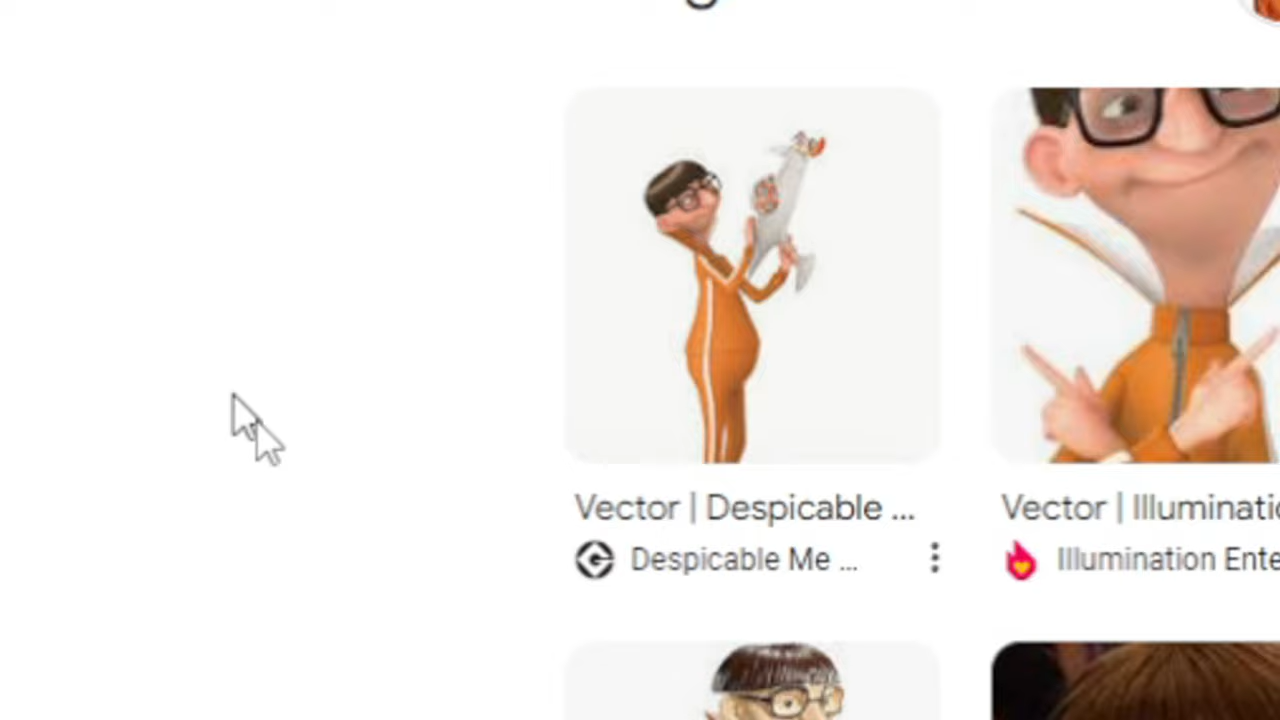 Vector | Despicable ...
Despicable Me ...
Vector | Illuminati
Illumination Ente